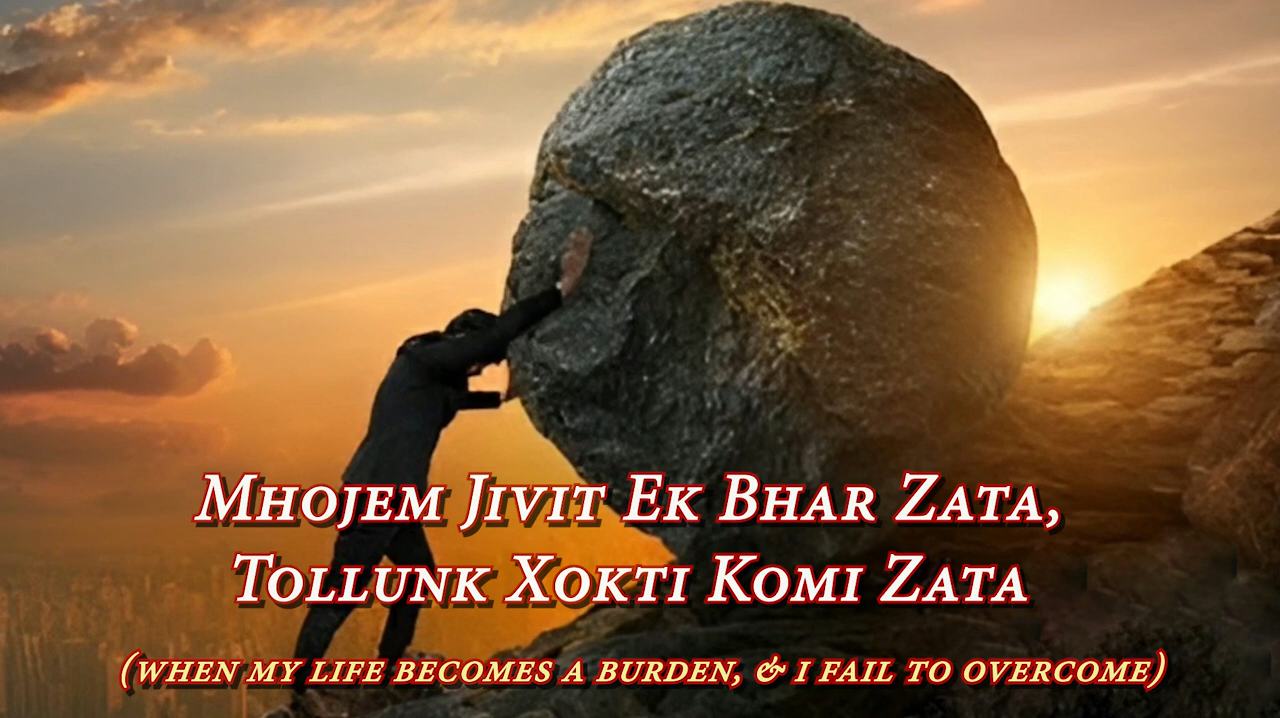 Mhojem Jivit Ek Bhar Zata,
Tollunk Xokti Komi Zata
(when my life becomes a burden, & i fail to overcome)